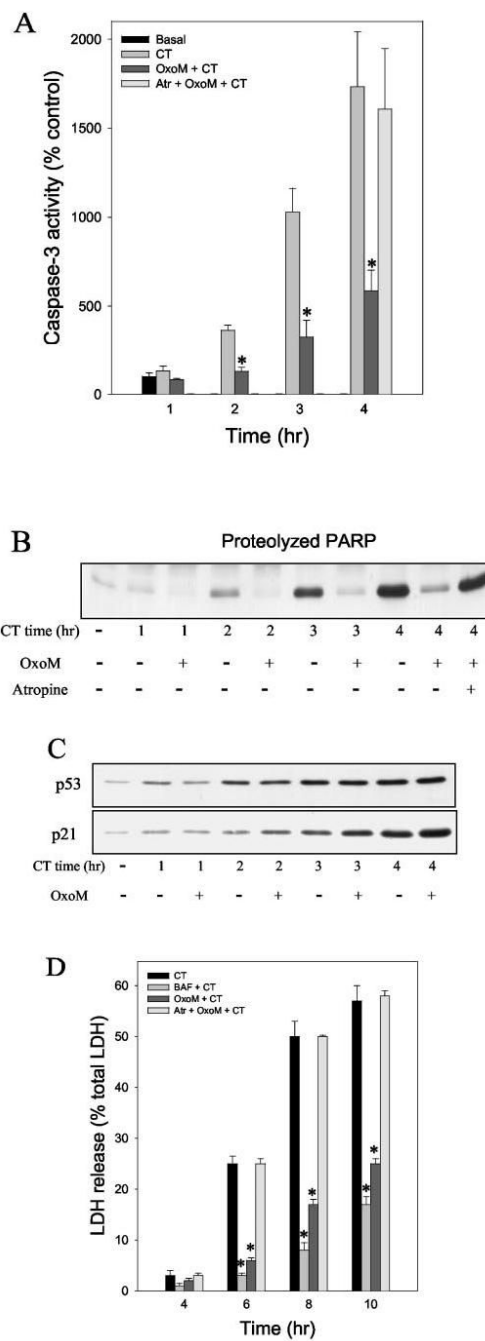 A
Basal
CT
OxoM + CT
Atr + OxoM + CT
Caspase-3 activity (% control)
2000
1500
1000
500
0
*
*
*
1 2 3 4
Time (hr)
B
Proteolyzed PARP
CT time (hr) - 1 1 2 2 3 3 4 4 4
OxoM - - + - + - + - + +
Atropine - - - - - - - - - +
C
p53
p21
CT time (hr) - 1 1 2 2 3 3 4 4
OxoM - - + - + - + - +
D
CT
BAF + CT
OxoM + CT
Atr + OxoM + CT
LDH release (% total LDH)
60
50
40
30
20
10
0
* *
* *
* *
4 6 8 10
Time (hr)